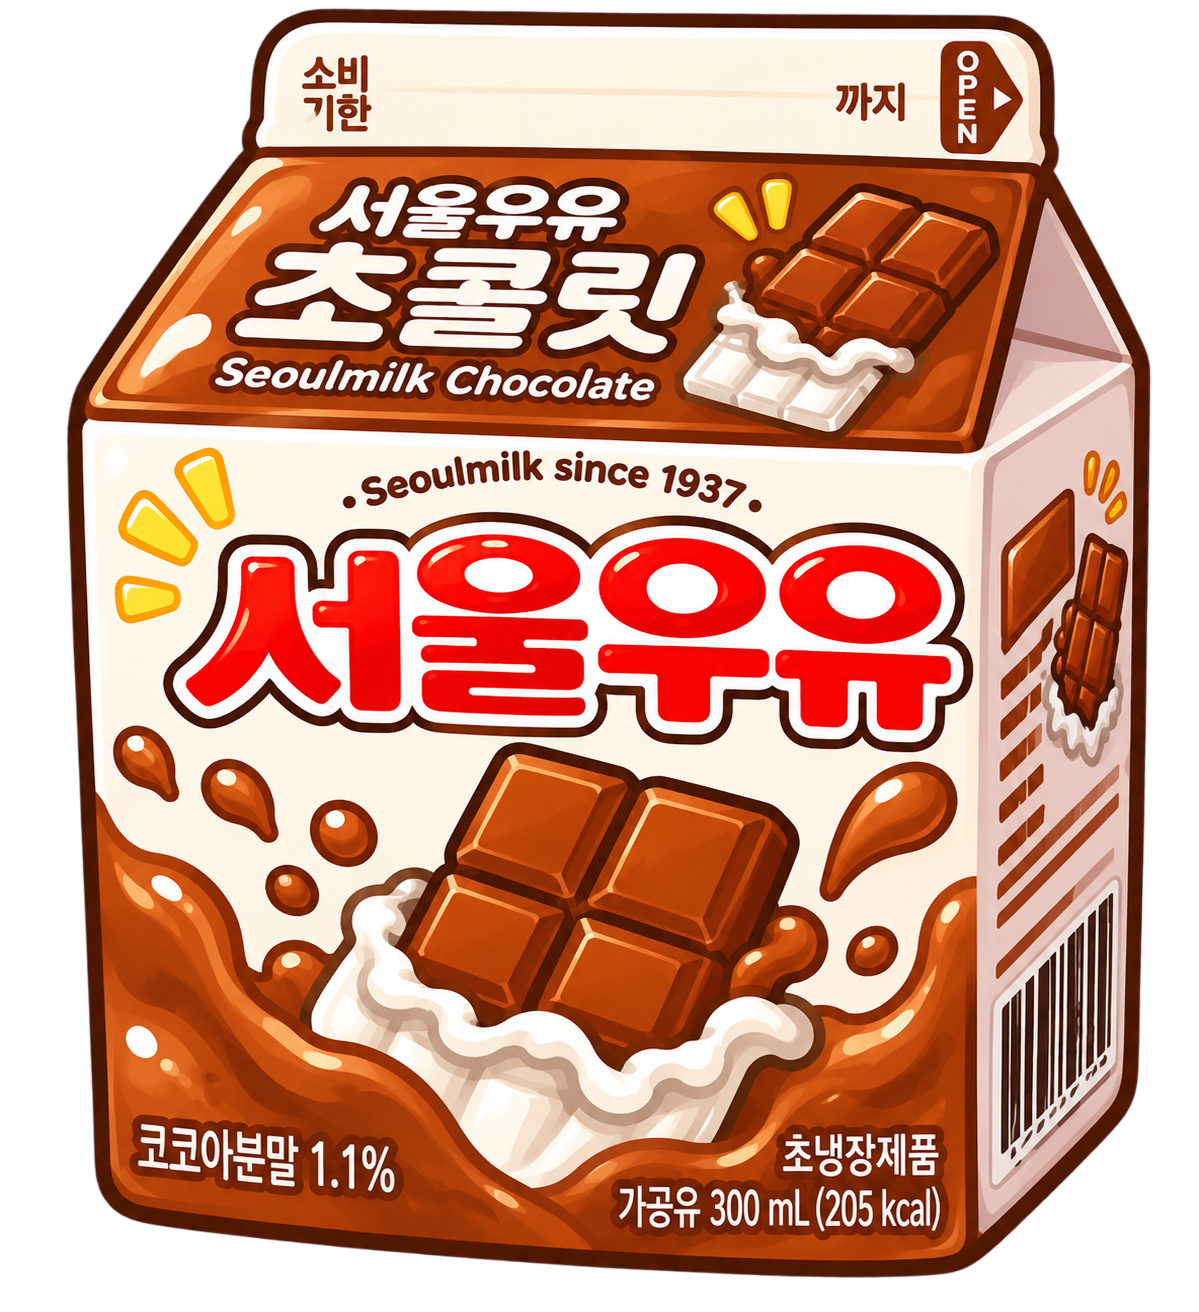 소비
기한
까지
OPEN
서울우유
초콜릿
Seoulmilk Chocolate
•Seoulmilk since 1937•
서울우유
코코아분말 1.1%
초냉장제품
가공유 300 mL (205 kcal)